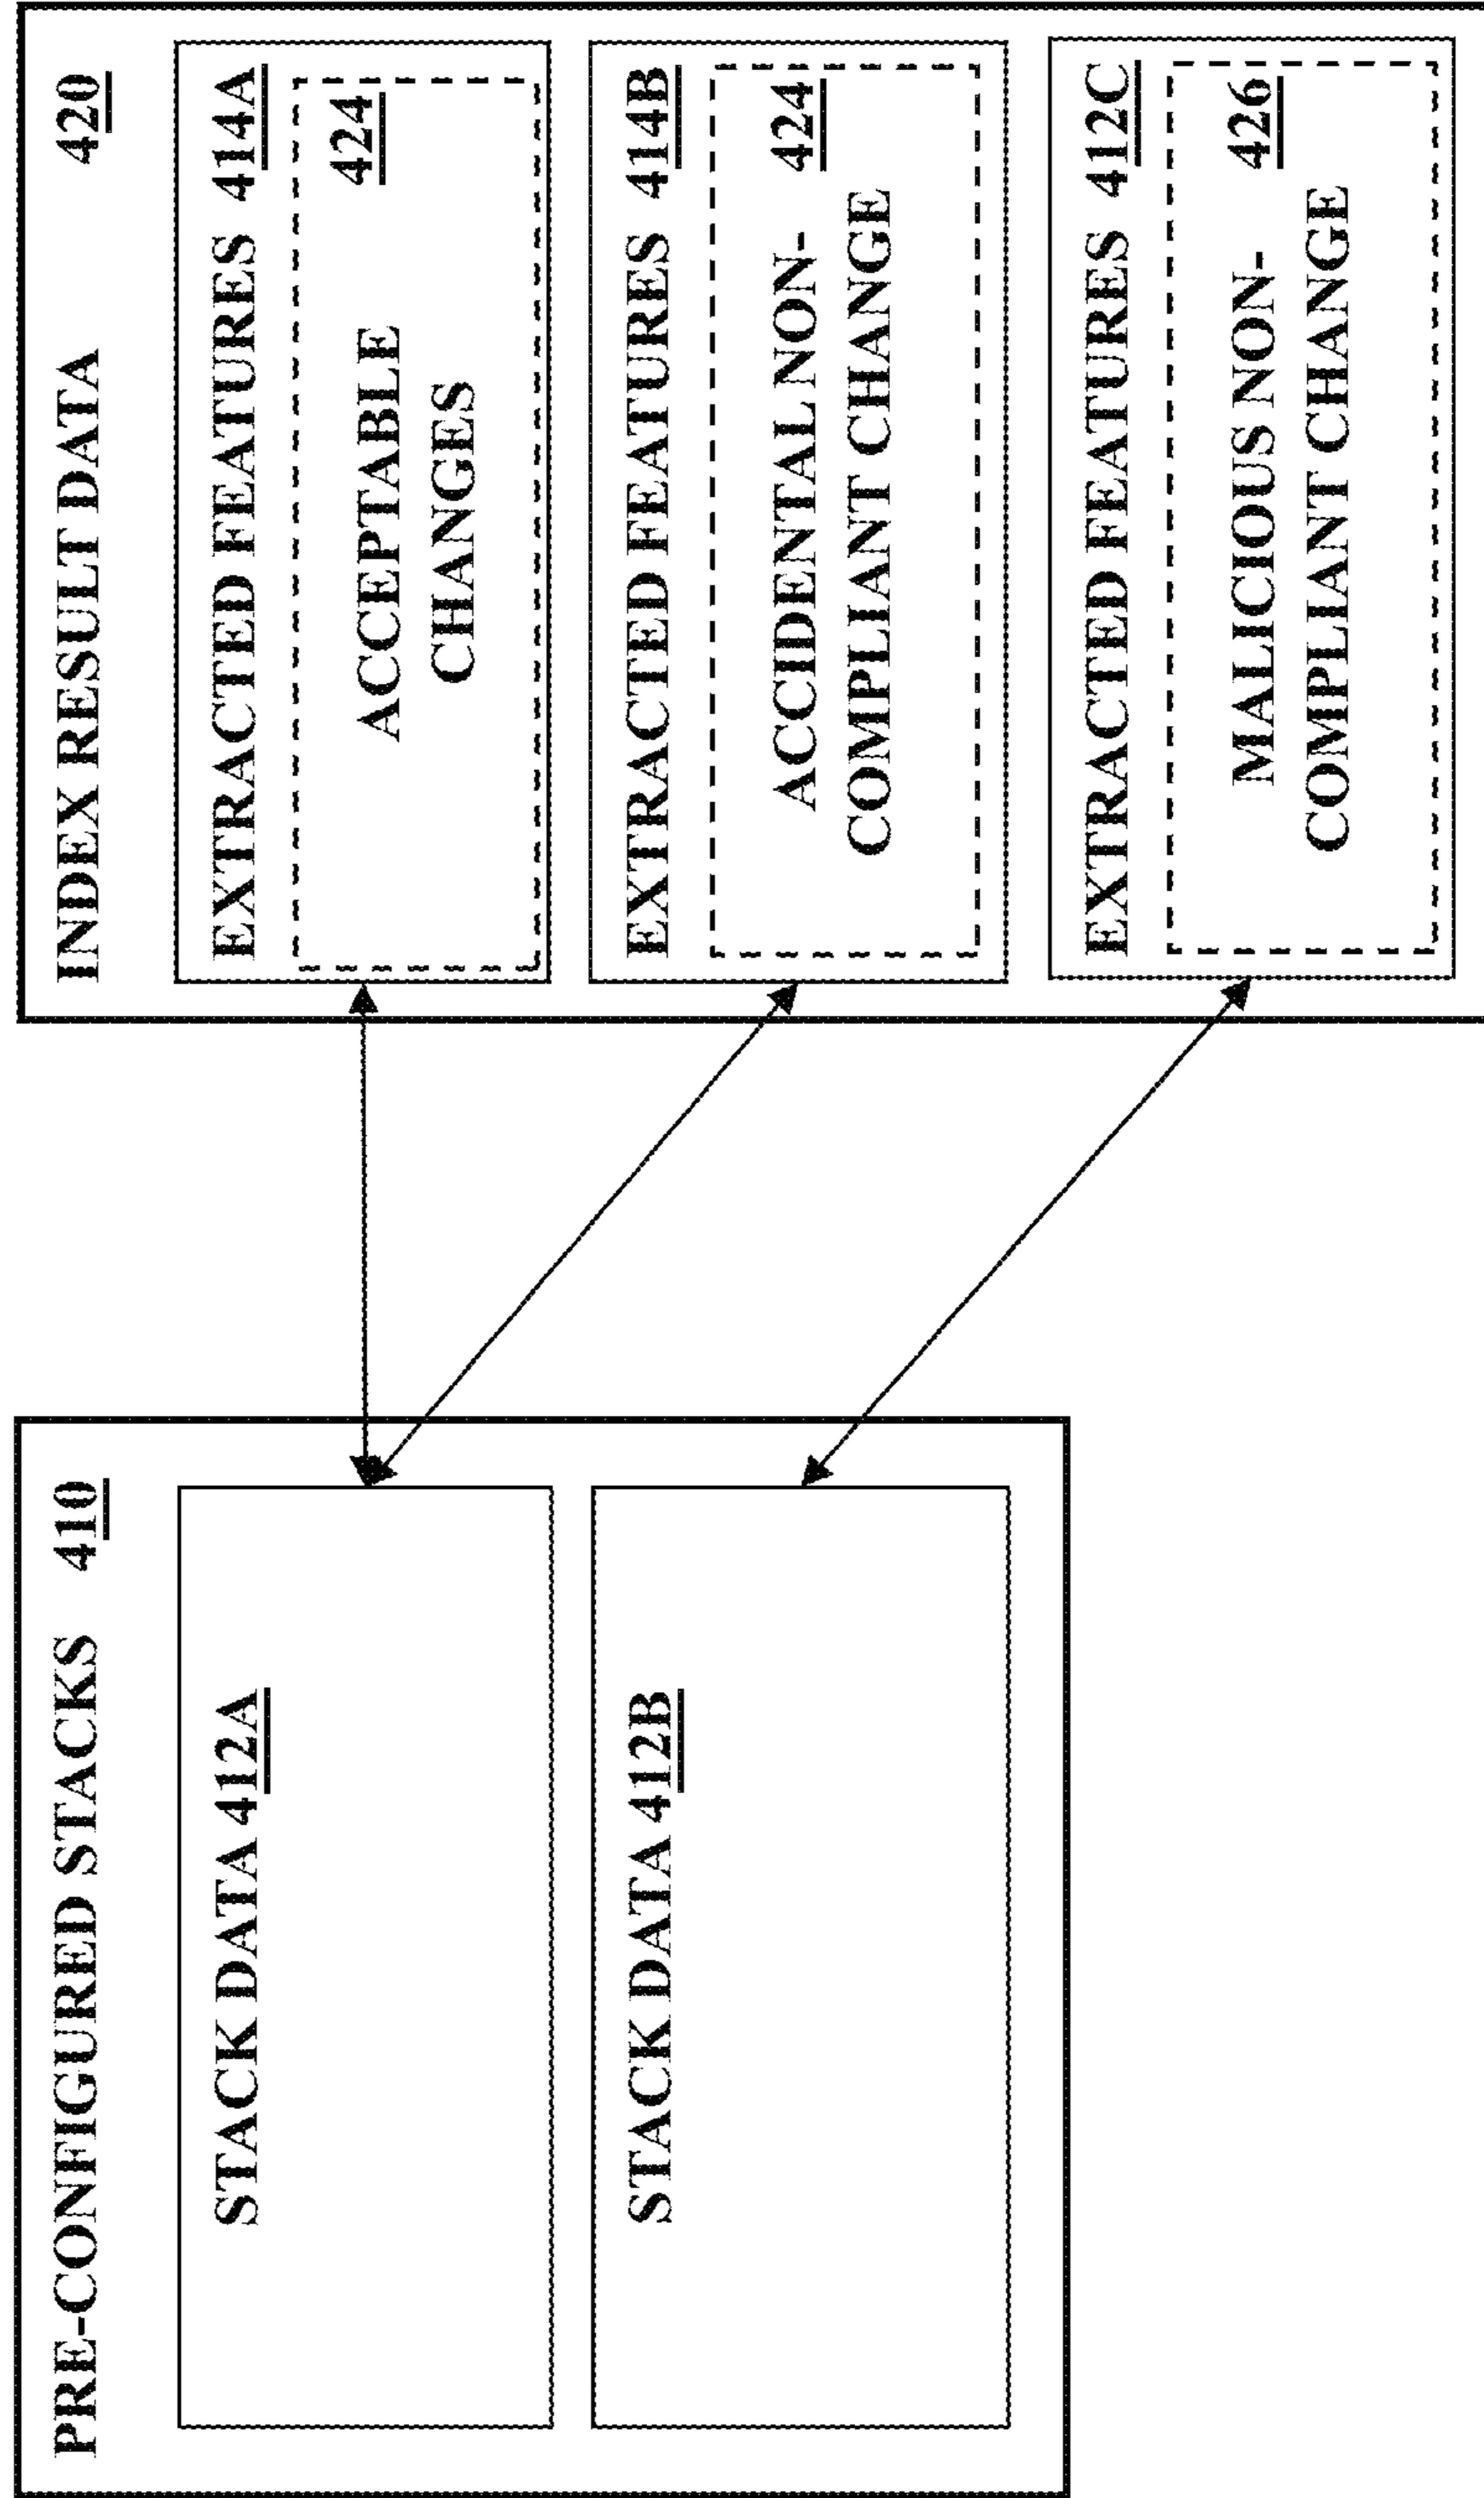 PRE-CONFIGURED STACKS 410
STACK DATA 412A
STACK DATA 412B
INDEX RESULT DATA 420
EXTRACTED FEATURES 414A
424
ACCEPTABLE
CHANGES
EXTRACTED FEATURES 414B
424
ACCIDENTAL NON-
COMPLIANT CHANGE
EXTRACTED FEATURES 412C
426
MALICIOUS NON-
COMPLIANT CHANGE